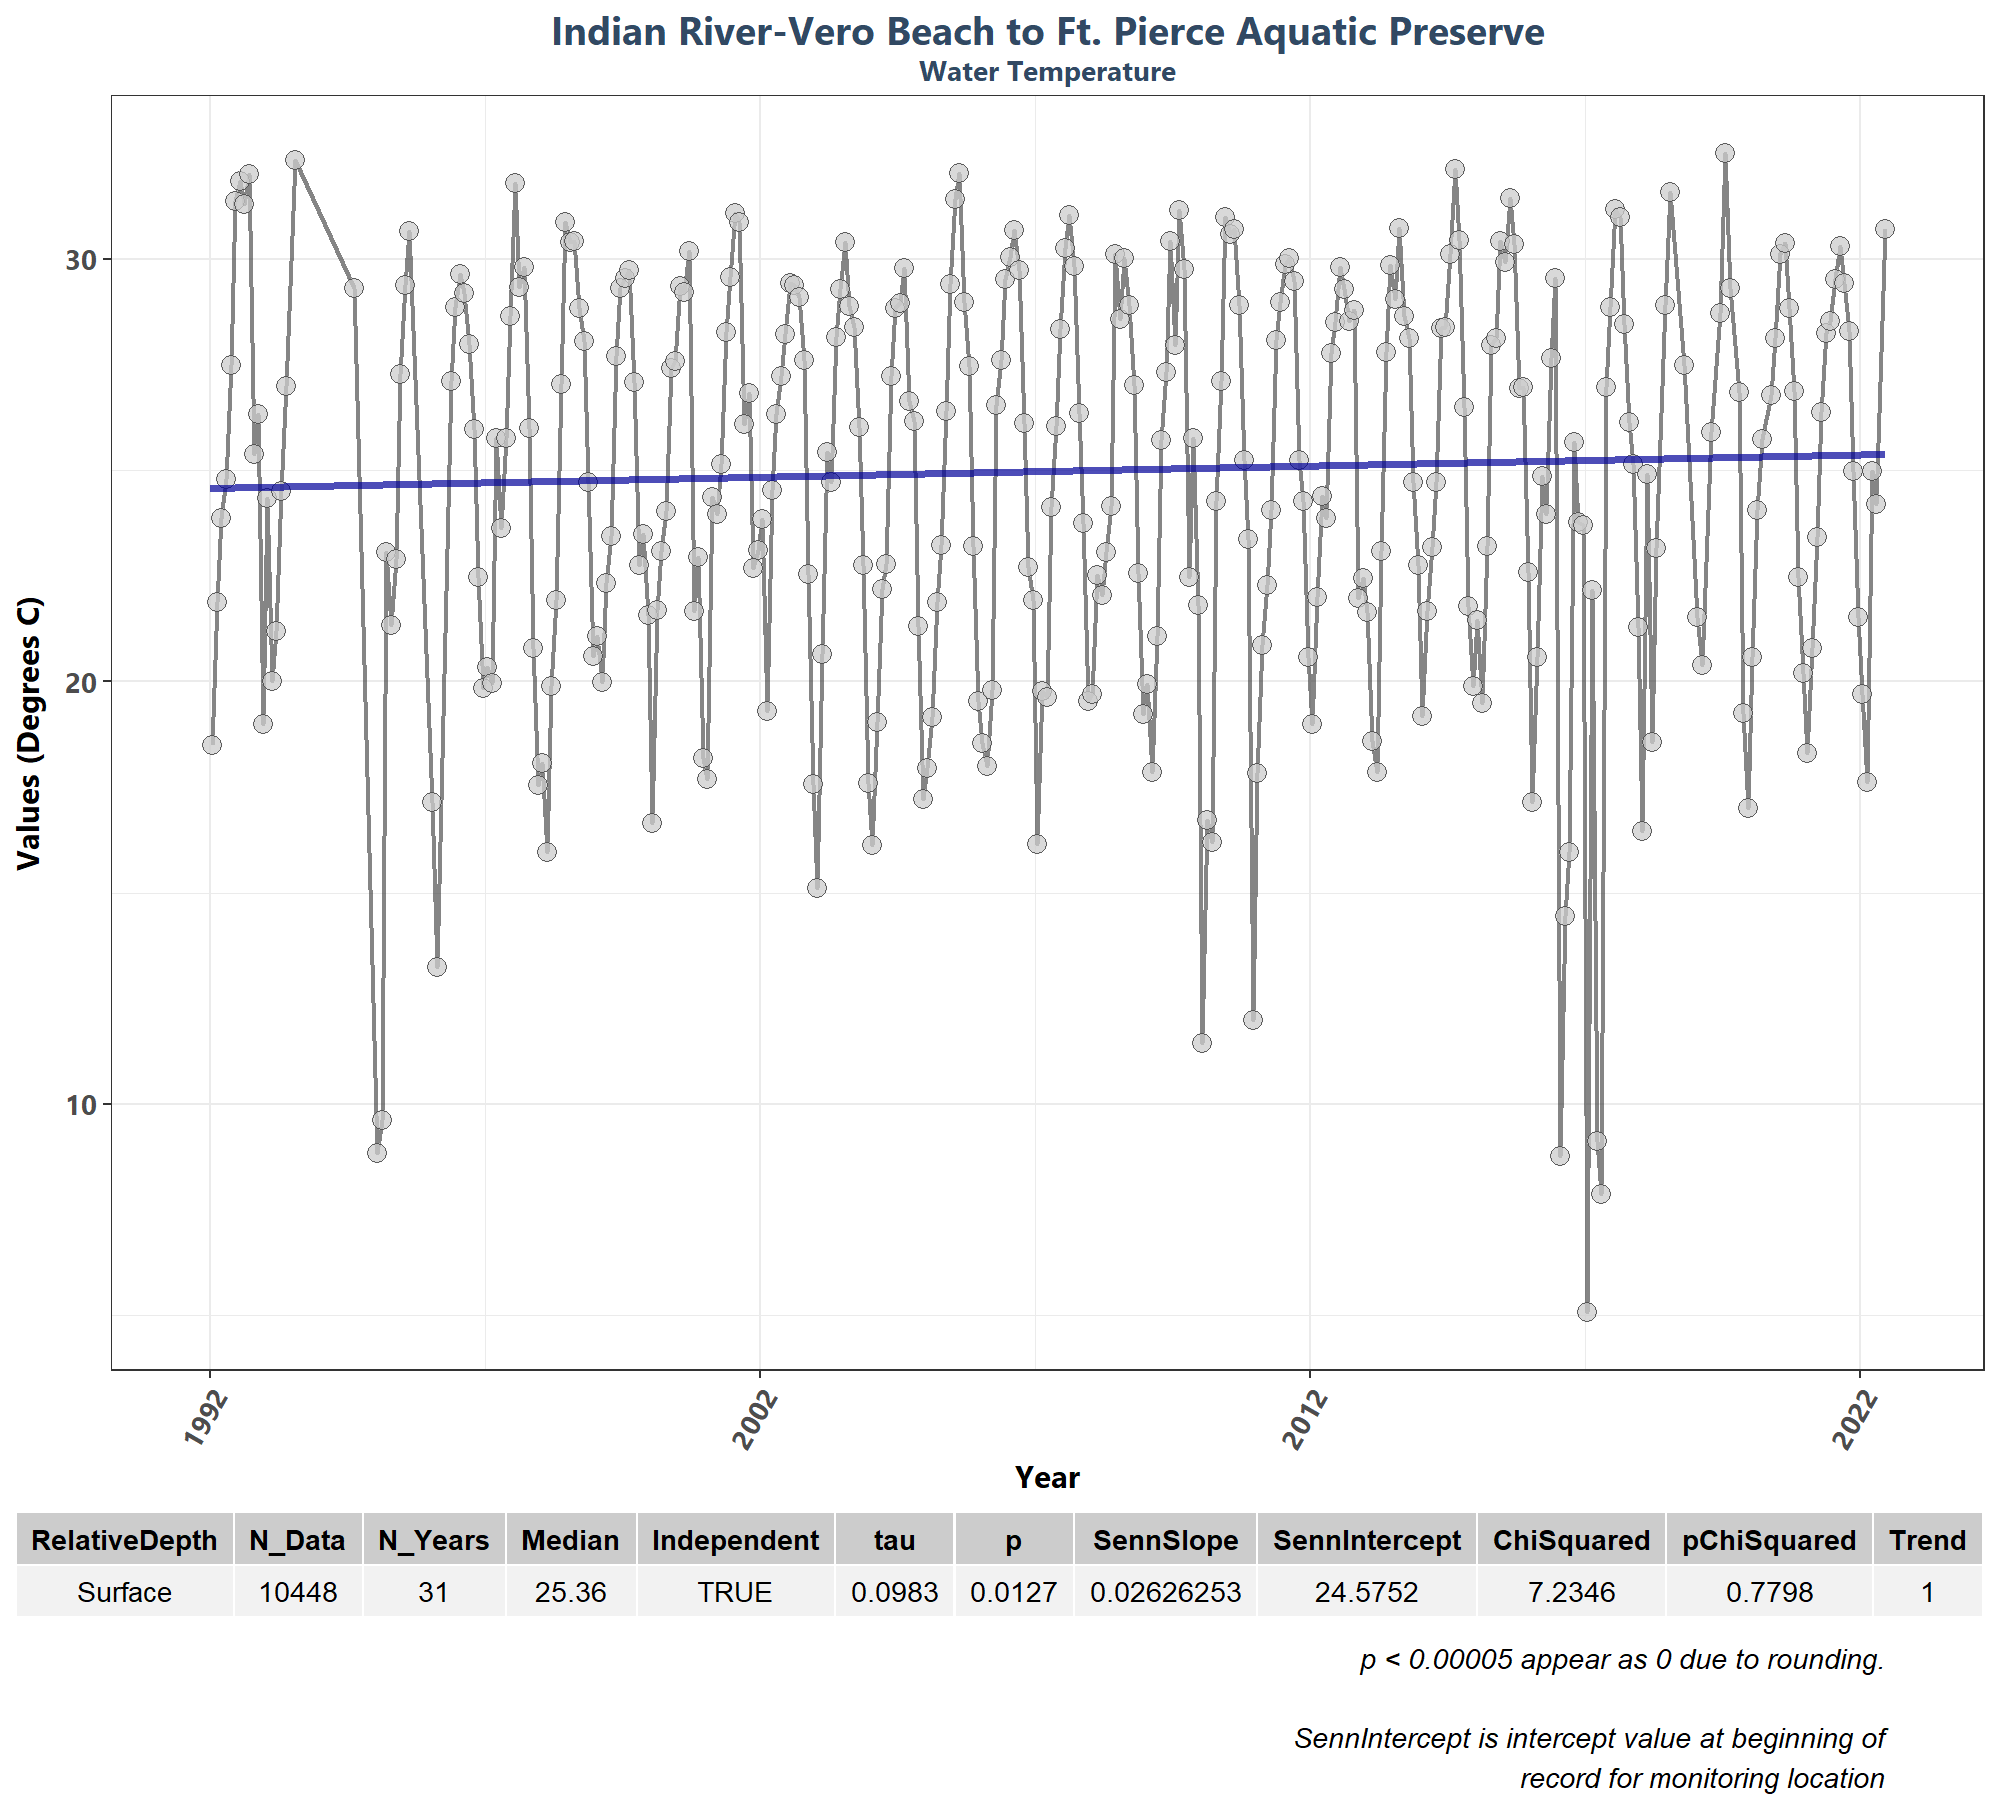 Indian River-Vero Beach to Ft. Pierce Aquatic Preserve
Water Temperature
Values (Degrees C)
30
20
10
1992
2002
2012
2022
Year
RelativeDepth N_Data N_Years Median Independent tau p SennSlope SennIntercept ChiSquared pChiSquared Trend
Surface 10448 31 25.36 TRUE 0.0983 0.0127 0.02626253 24.5752 7.2346 0.7798 1
p < 0.00005 appear as 0 due to rounding.
SennIntercept is intercept value at beginning of
record for monitoring location